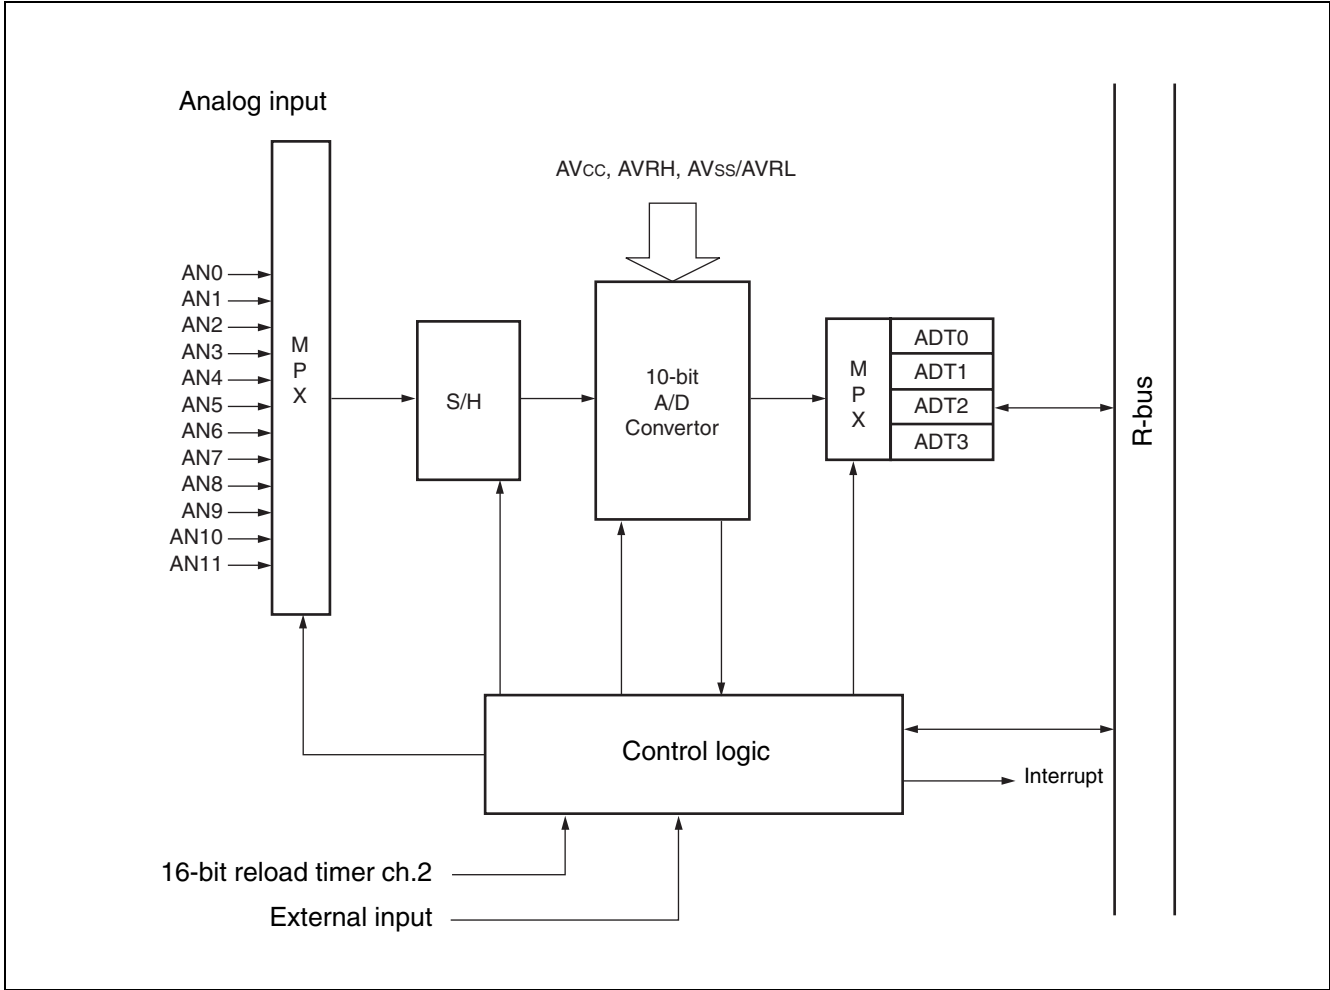 Analog input
AVCC, AVRH, AVSS/AVRL
AN0
AN1
AN2
AN3
AN4
AN5
AN6
AN7
AN8
AN9
AN10
AN11
M
P
X
S/H
10-bit
A/D
Convertor
M
P
X
ADT0
ADT1
ADT2
ADT3
R-bus
Control logic
Interrupt
16-bit reload timer ch.2
External input